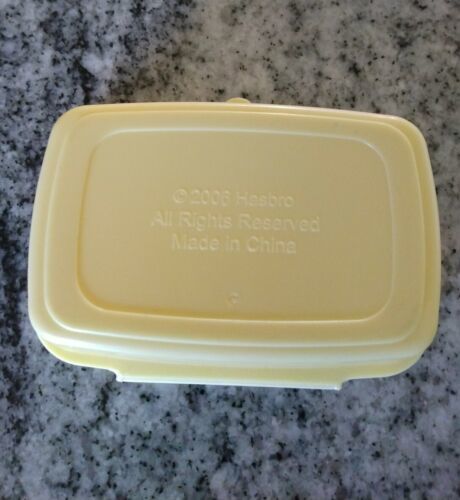 © 2006 Hasbro
All Rights Reserved
Made in China